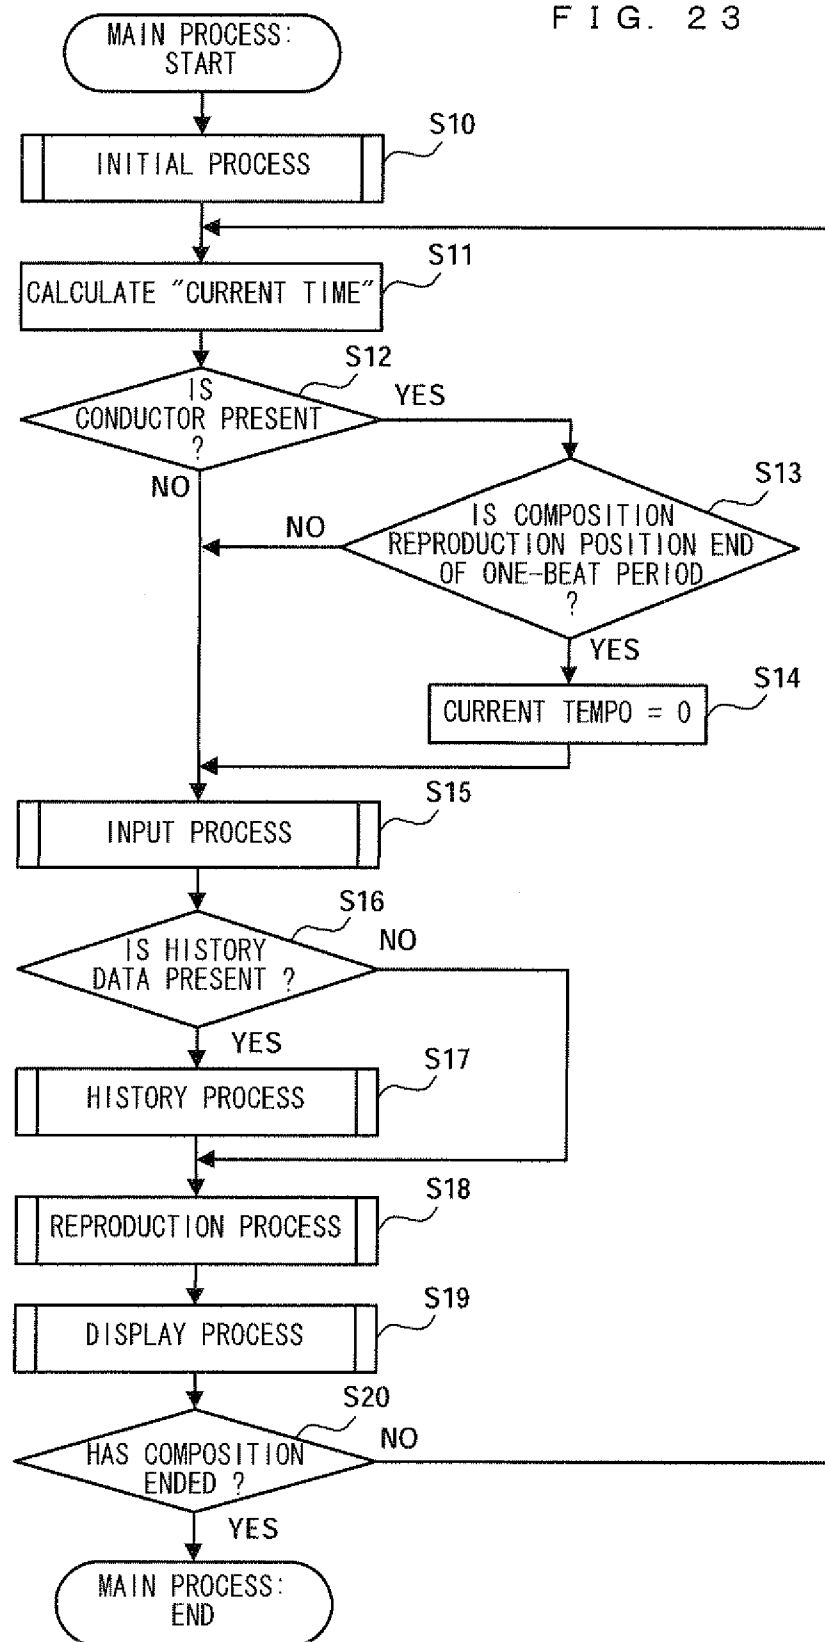 FIG. 23
MAIN PROCESS:
START
S10
INITIAL PROCESS
S11
CALCULATE "CURRENT TIME"
S12
IS
CONDUCTOR PRESENT
?
YES
NO
S13
IS COMPOSITION
REPRODUCTION POSITION END
OF ONE-BEAT PERIOD
?
NO
YES
S14
CURRENT TEMPO = 0
S15
INPUT PROCESS
S16
IS HISTORY
DATA PRESENT ?
NO
YES
S17
HISTORY PROCESS
S18
REPRODUCTION PROCESS
S19
DISPLAY PROCESS
S20
HAS COMPOSITION
ENDED ?
NO
YES
MAIN PROCESS:
END